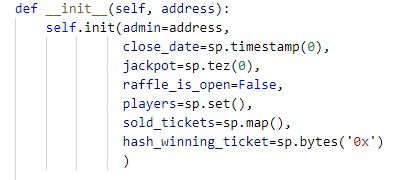 def __init__(self, address):
    self.init(admin=address,
              close_date=sp.timestamp(0),
              jackpot=sp.tez(0),
              raffle_is_open=False,
              players=sp.set(),
              sold_tickets=sp.map(),
              hash_winning_ticket=sp.bytes('0x')
              )